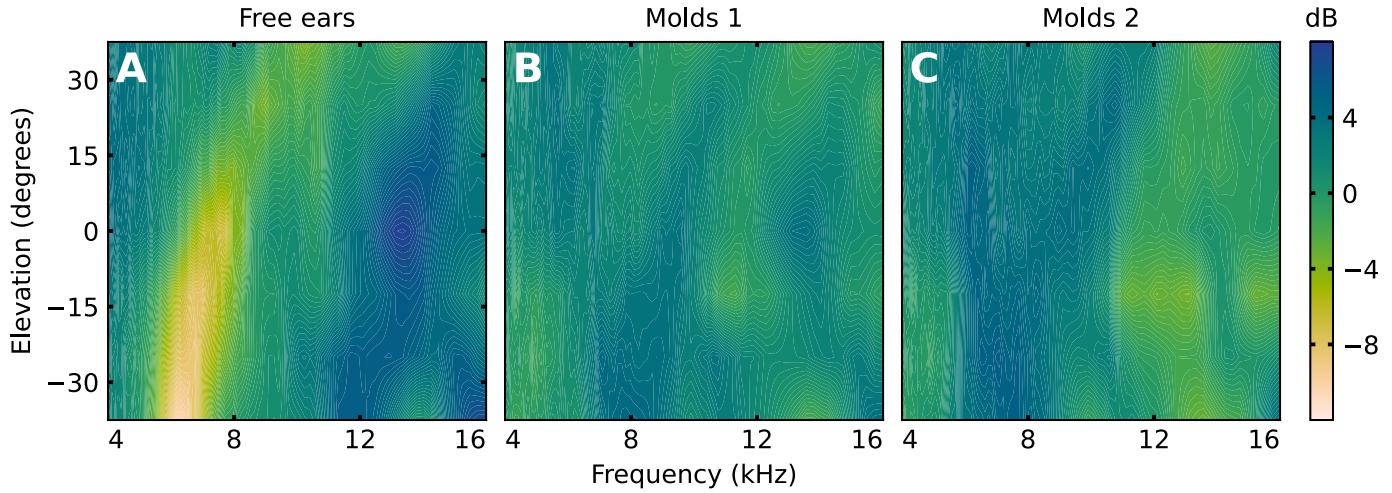 Free ears
Molds 1
Molds 2
dB
A
B
C
Elevation (degrees)
30
15
0
−15
−30
4
0
−4
−8
4 8 12 16
4 8 12 16
4 8 12 16
Frequency (kHz)